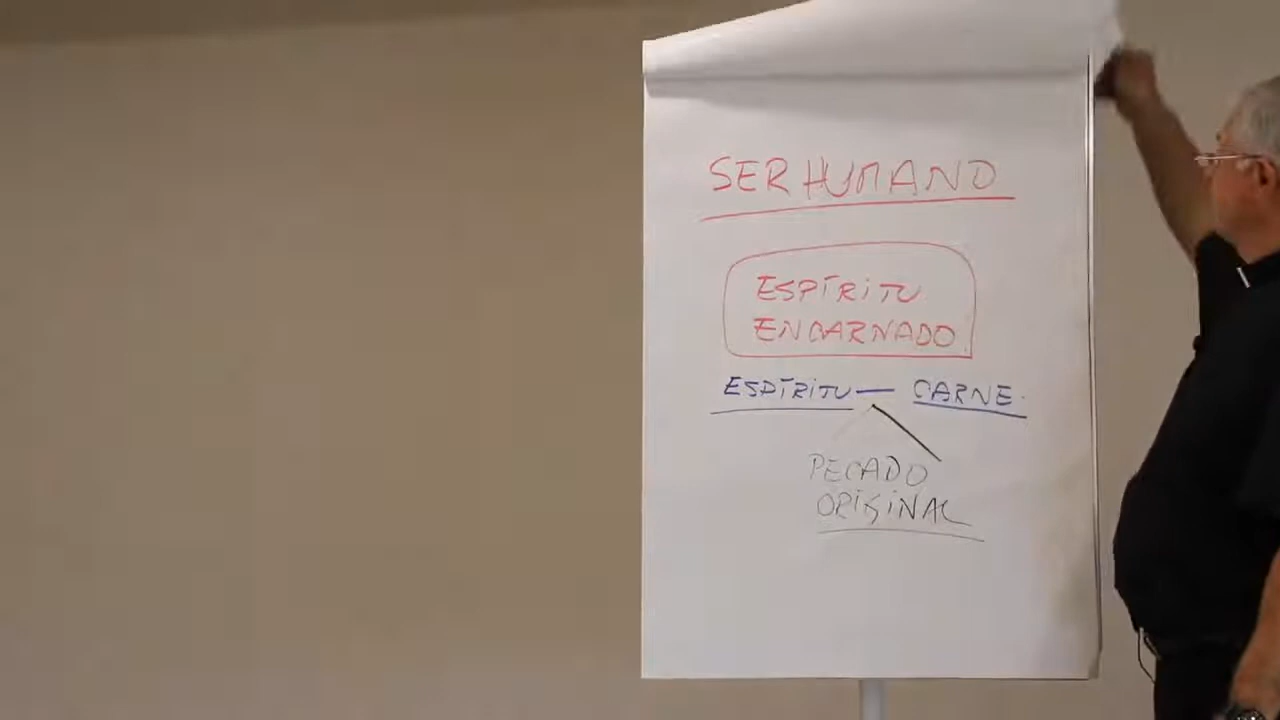 SER HUMANO
ESPÍRITU
ENCARNADO
ESPÍRITU — CARNE.
PECADO
ORIGINAL